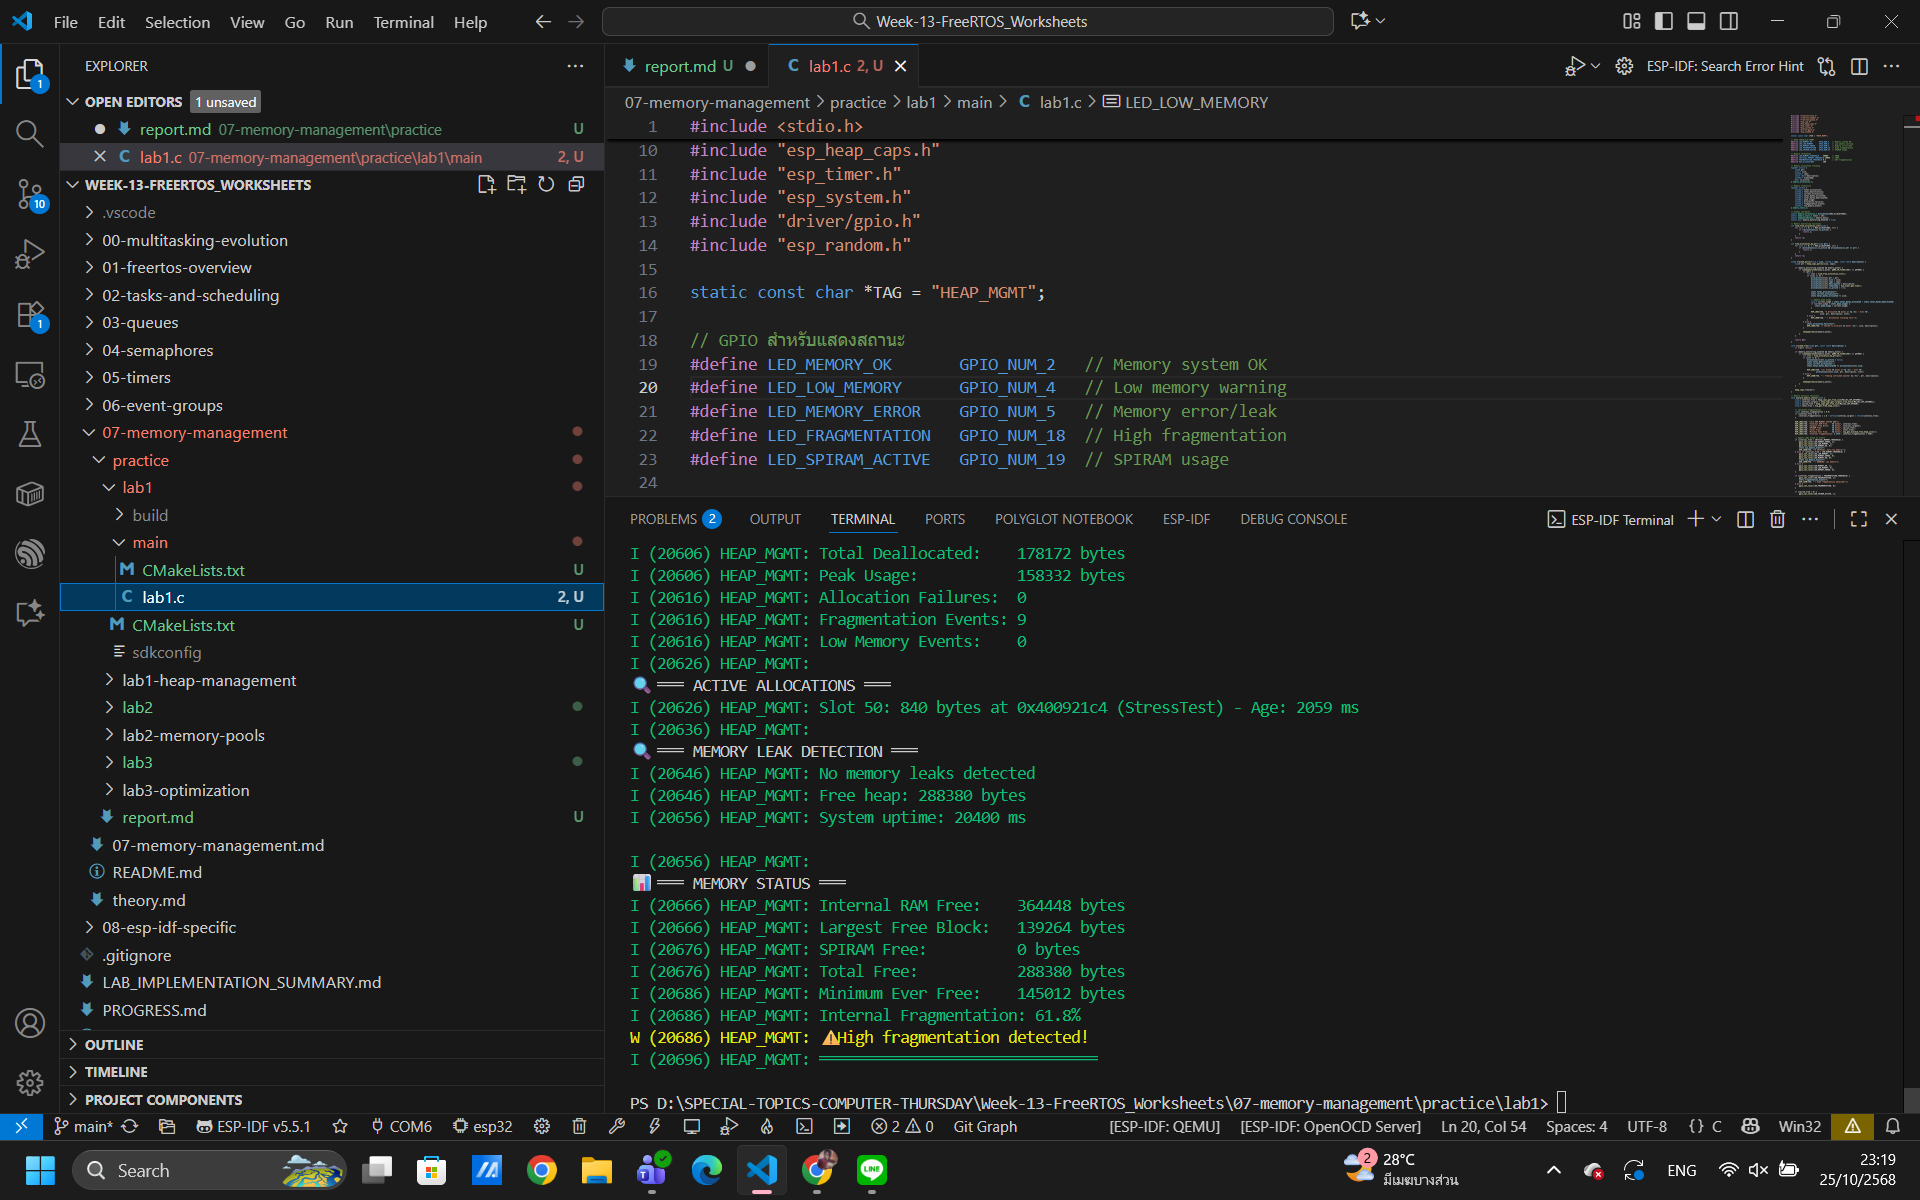 File Edit Selection View Go Run Terminal Help
Week-13-FreeRTOS_Worksheets
EXPLORER
OPEN EDITORS 1 unsaved
report.md 07-memory-management\practice U
lab1.c 07-memory-management\practice\lab1\main 2, U
WEEK-13-FREERTOS_WORKSHEETS
.vscode
00-multitasking-evolution
01-freertos-overview
02-tasks-and-scheduling
03-queues
04-semaphores
05-timers
06-event-groups
07-memory-management
practice
lab1
build
main
CMakeLists.txt U
lab1.c 2, U
CMakeLists.txt U
sdkconfig
lab1-heap-management
lab2
lab2-memory-pools
lab3
lab3-optimization
report.md U
07-memory-management.md
README.md
theory.md
08-esp-idf-specific
.gitignore
LAB_IMPLEMENTATION_SUMMARY.md
PROGRESS.md
OUTLINE
TIMELINE
PROJECT COMPONENTS
1
10
1
report.md U
lab1.c 2, U
ESP-IDF: Search Error Hint
07-memory-management > practice > lab1 > main > C lab1.c > LED_LOW_MEMORY
1 #include <stdio.h>
10 #include "esp_heap_caps.h"
11 #include "esp_timer.h"
12 #include "esp_system.h"
13 #include "driver/gpio.h"
14 #include "esp_random.h"
15
16 static const char *TAG = "HEAP_MGMT";
17
18 // GPIO สำหรับแสดงสถานะ
19 #define LED_MEMORY_OK GPIO_NUM_2 // Memory system OK
20 #define LED_LOW_MEMORY GPIO_NUM_4 // Low memory warning
21 #define LED_MEMORY_ERROR GPIO_NUM_5 // Memory error/leak
22 #define LED_FRAGMENTATION GPIO_NUM_18 // High fragmentation
23 #define LED_SPIRAM_ACTIVE GPIO_NUM_19 // SPIRAM usage
24
PROBLEMS 2 OUTPUT TERMINAL PORTS POLYGLOT NOTEBOOK ESP-IDF DEBUG CONSOLE
ESP-IDF Terminal
I (20606) HEAP_MGMT: Total Deallocated: 178172 bytes
I (20606) HEAP_MGMT: Peak Usage: 158332 bytes
I (20616) HEAP_MGMT: Allocation Failures: 0
I (20616) HEAP_MGMT: Fragmentation Events: 9
I (20616) HEAP_MGMT: Low Memory Events: 0
I (20626) HEAP_MGMT:
🔍 ═══ ACTIVE ALLOCATIONS ═══
I (20626) HEAP_MGMT: Slot 50: 840 bytes at 0x400921c4 (StressTest) - Age: 2059 ms
I (20636) HEAP_MGMT:
🔍 ═══ MEMORY LEAK DETECTION ═══
I (20646) HEAP_MGMT: No memory leaks detected
I (20646) HEAP_MGMT: Free heap: 288380 bytes
I (20656) HEAP_MGMT: System uptime: 20400 ms
I (20656) HEAP_MGMT:
📊 ═══ MEMORY STATUS ═══
I (20666) HEAP_MGMT: Internal RAM Free: 364448 bytes
I (20666) HEAP_MGMT: Largest Free Block: 139264 bytes
I (20676) HEAP_MGMT: SPIRAM Free: 0 bytes
I (20676) HEAP_MGMT: Total Free: 288380 bytes
I (20686) HEAP_MGMT: Minimum Ever Free: 145012 bytes
I (20686) HEAP_MGMT: Internal Fragmentation: 61.8%
W (20686) HEAP_MGMT: ⚠️High fragmentation detected!
I (20696) HEAP_MGMT: ═══════════════════════════════
PS D:\SPECIAL-TOPICS-COMPUTER-THURSDAY\Week-13-FreeRTOS_Worksheets\07-memory-management\practice\lab1>
main* ESP-IDF v5.5.1 COM6 esp32 2 0 Git Graph [ESP-IDF: QEMU] [ESP-IDF: OpenOCD Server] Ln 20, Col 54 Spaces: 4 UTF-8 {} C Win32
Search
2
28°C
มีเมฆบางส่วน
ENG
23:19
25/10/2568